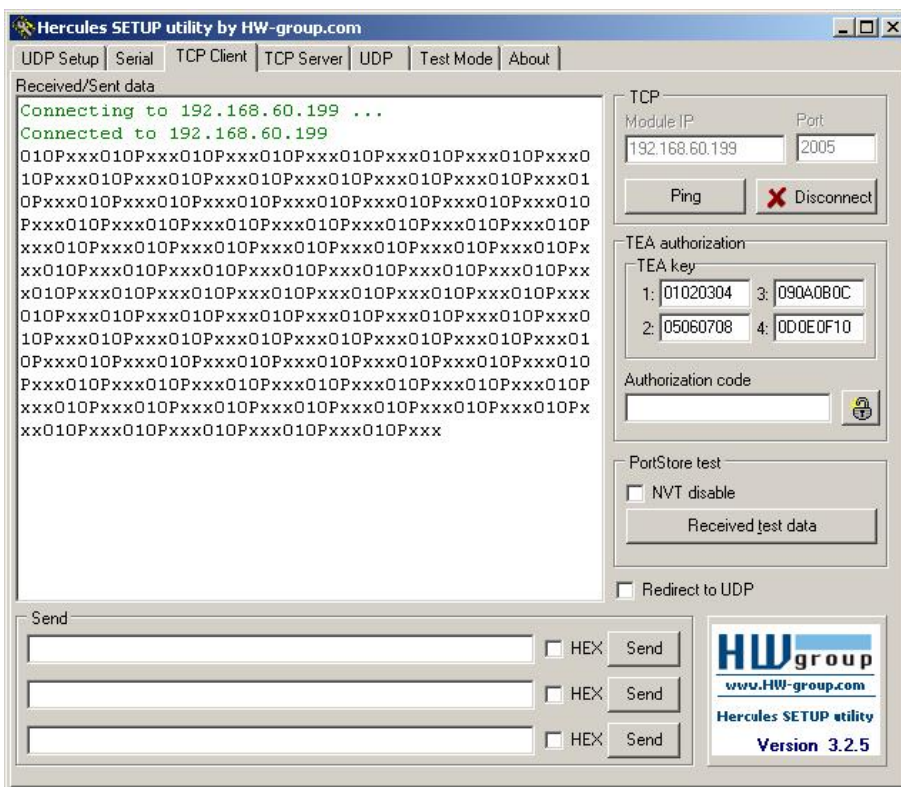 Hercules SETUP utility by HW-group.com
UDP Setup Serial TCP Client TCP Server UDP Test Mode About
Received/Sent data
Connecting to 192.168.60.199 ...
Connected to 192.168.60.199
010Pxxx010Pxxx010Pxxx010Pxxx010Pxxx010Pxxx010Pxxx0
10Pxxx010Pxxx010Pxxx010Pxxx010Pxxx010Pxxx010Pxxx01
0Pxxx010Pxxx010Pxxx010Pxxx010Pxxx010Pxxx010Pxxx010
Pxxx010Pxxx010Pxxx010Pxxx010Pxxx010Pxxx010Pxxx010P
xxx010Pxxx010Pxxx010Pxxx010Pxxx010Pxxx010Pxxx010Px
xx010Pxxx010Pxxx010Pxxx010Pxxx010Pxxx010Pxxx010Pxx
x010Pxxx010Pxxx010Pxxx010Pxxx010Pxxx010Pxxx010Pxxx
010Pxxx010Pxxx010Pxxx010Pxxx010Pxxx010Pxxx010Pxxx0
10Pxxx010Pxxx010Pxxx010Pxxx010Pxxx010Pxxx010Pxxx01
0Pxxx010Pxxx010Pxxx010Pxxx010Pxxx010Pxxx010Pxxx010
Pxxx010Pxxx010Pxxx010Pxxx010Pxxx010Pxxx010Pxxx010P
xxx010Pxxx010Pxxx010Pxxx010Pxxx010Pxxx010Pxxx010Px
xx010Pxxx010Pxxx010Pxxx010Pxxx010Pxxx
TCP
Module IP Port
192.168.60.199 2005
Ping Disconnect
TEA authorization
TEA key
1: 01020304 3: 090A0B0C
2: 05060708 4: 0D0E0F10
Authorization code
PortStore test
NVT disable
Received test data
Redirect to UDP
Send
HEX Send
HEX Send
HEX Send
HW group
www.HW-group.com
Hercules SETUP utility
Version 3.2.5